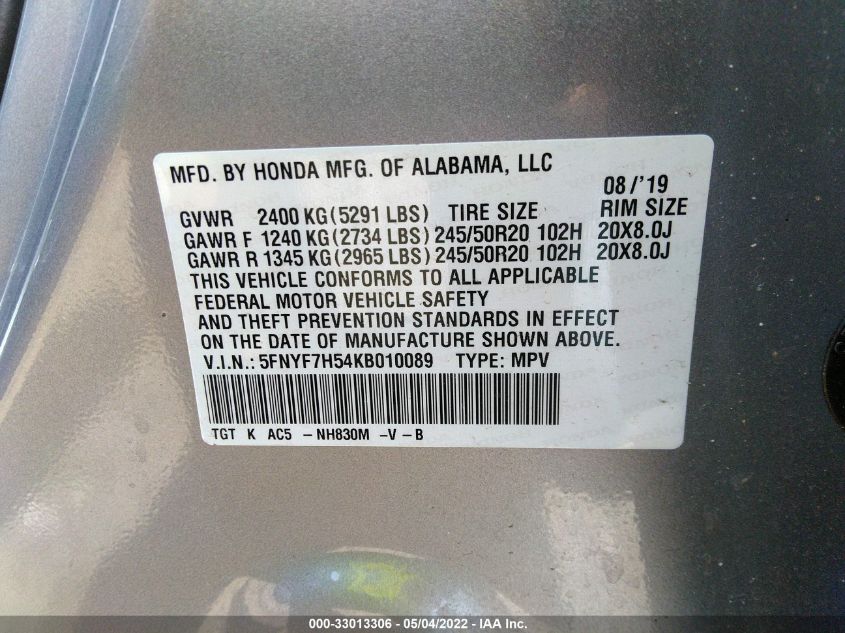 MFD. BY HONDA MFG. OF ALABAMA, LLC
08/'19
GVWR 2400 KG(5291 LBS) TIRE SIZE RIM SIZE
GAWR F 1240 KG(2734 LBS) 245/50R20 102H 20X8.0J
GAWR R 1345 KG(2965 LBS) 245/50R20 102H 20X8.0J
THIS VEHICLE CONFORMS TO ALL APPLICABLE
FEDERAL MOTOR VEHICLE SAFETY
AND THEFT PREVENTION STANDARDS IN EFFECT
ON THE DATE OF MANUFACTURE SHOWN ABOVE.
V.I.N.: 5FNYF7H54KB010089 TYPE: MPV
TGT K AC5 -NH830M -V-B
000-33013306 - 05/04/2022 - IAA Inc.